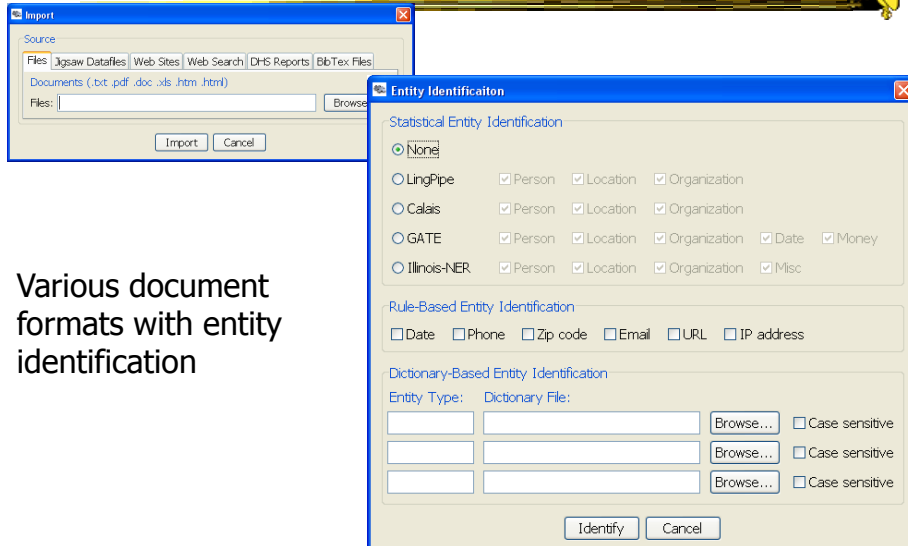 Import
Source
Files Jigsaw Datafiles Web Sites Web Search DHS Reports BibTex Files
Documents (.txt .pdf .doc .xls .htm .html)
Files: Browse
Import Cancel
Entity Identificaiton
Statistical Entity Identification
None
LingPipe Person Location Organization
Calais Person Location Organization
GATE Person Location Organization Date Money
Illinois-NER Person Location Organization Misc
Rule-Based Entity Identification
Date Phone Zip code Email URL IP address
Dictionary-Based Entity Identification
Entity Type: Dictionary File:
Browse... Case sensitive
Browse... Case sensitive
Browse... Case sensitive
Identify Cancel
Various document
formats with entity
identification